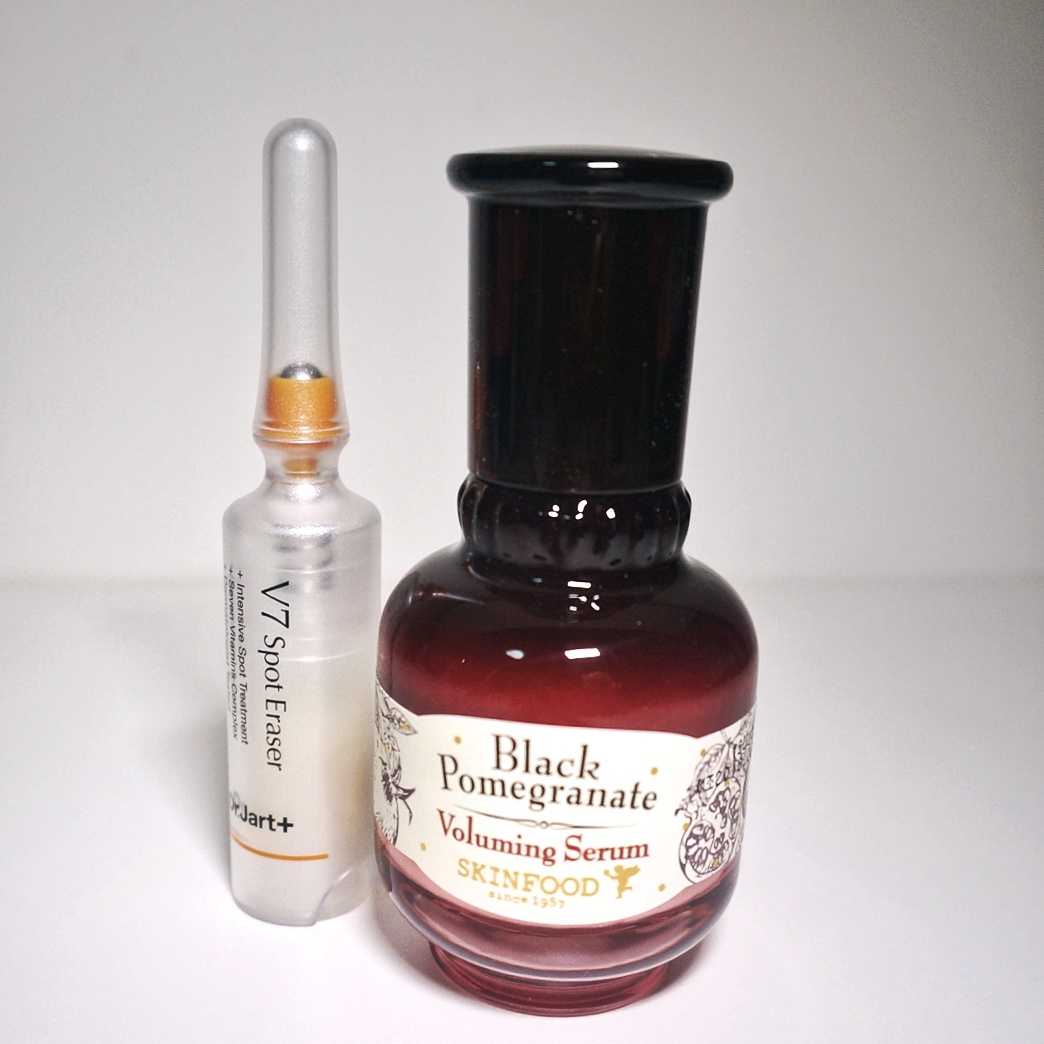 V7 Spot Eraser
+ Intensive Spot Treatment
+ Seven Vitamins Complex
Dr.Jart+
Black
Pomegranate
Voluming Serum
SKINFOOD
since 1957